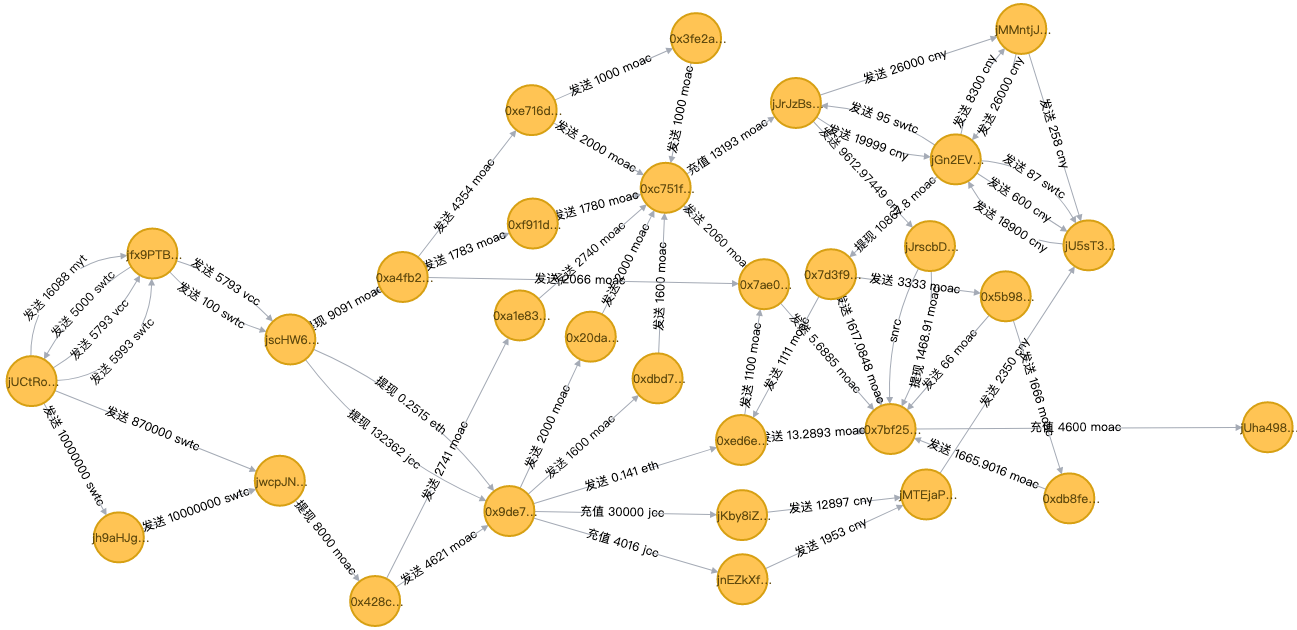 0x3fe2a...
jMMntjJ...
发送 1000 moac
发送 26000 cny
发送 8300 cny
发送 26000 cny
0xe716d...
发送 1000 moac
jJrJzBs...
发送 95 swtc
发送 258 cny
发送 2000 moac
充值 13193 moac
发送 19999 cny
jGn2EV...
发送 9612.97449 cny
发送 87 swtc
发送 4354 moac
0xc751f...
发送 600 cny
发送 18900 cny
0xf911d...
发送 1780 moac
jfx9PTB...
发送 1783 moac
发送 2740 moac
发送 2060 moac
jJrscbD...
jU5sT3...
发送 16088 myt
发送 50000 swtc
发送 5793 vcc
发送 5993 swtc
发送 5793 vcc
发送 100 swtc
0xa4fb2...
发送 2066 moac
发送 2000 moac
0x7ae0...
0x7d3f9...
发送 3333 moac
0x5b98...
提现 9091 moac
0xa1e83...
0x20da...
发送 1600 moac
jscHW6...
发送 1100 moac
发送 1111 moac
发送 1617.0848 moac
snrc
提现 1468.91 moac
发送 66 moac
发送 2350 cny
发送 1666 moac
jUCtRo...
提现 0.2515 eth
0xdbd7...
提现 132362 jcc
发送 870000 swtc
发送 2741 moac
发送 2000 moac
发送 1600 moac
0xed6e...
发送 13.2893 moac
0x7bf25...
充值 4600 moac
jUha498...
发送 10000000 swtc
发送 1665.9016 moac
jwcpJN...
发送 0.141 eth
jMTEjaP...
0xdb8fe...
0x9de7...
充值 30000 jcc
jKby8iZ...
发送 12897 cny
jh9aHJg...
发送 10000000 swtc
提现 8000 moac
充值 4016 jcc
发送 1953 cny
发送 4621 moac
jnEZkXf...
0x428c...